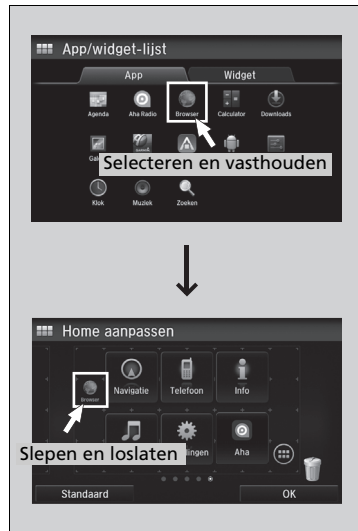 App/widget-lijst
App Widget
Agenda Aha Radio Browser Calculator Downloads
Selecteren en vasthouden
Klok Muziek Zoeken
Home aanpassen
Browser Navigatie Telefoon Info
Slepen en loslaten
Aha
Standaard OK